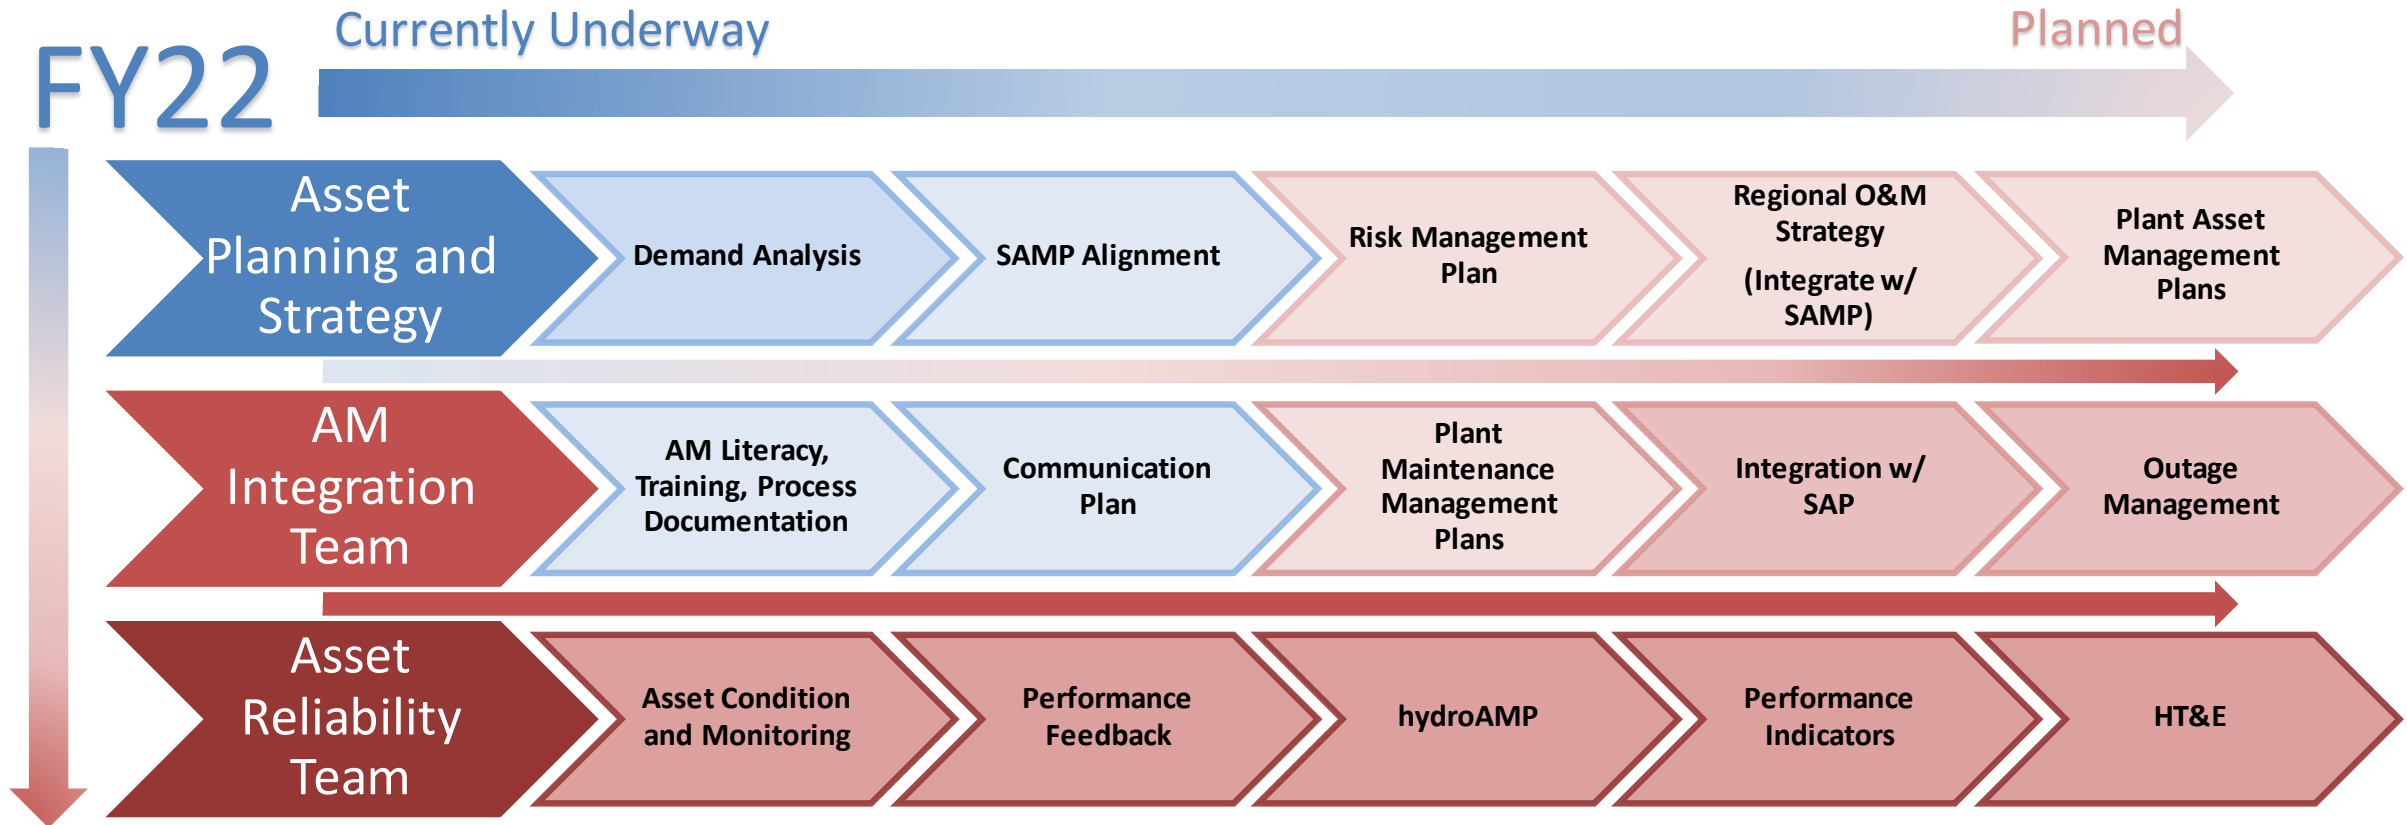 FY22
Currently Underway
Planned
Asset
Planning and
Strategy
Demand Analysis
SAMP Alignment
Risk Management
Plan
Regional O&M
Strategy
(Integrate w/
SAMP)
Plant Asset
Management
Plans
AM
Integration
Team
AM Literacy,
Training, Process
Documentation
Communication
Plan
Plant
Maintenance
Management
Plans
Integration w/
SAP
Outage
Management
Asset
Reliability
Team
Asset Condition
and Monitoring
Performance
Feedback
hydroAMP
Performance
Indicators
HT&E